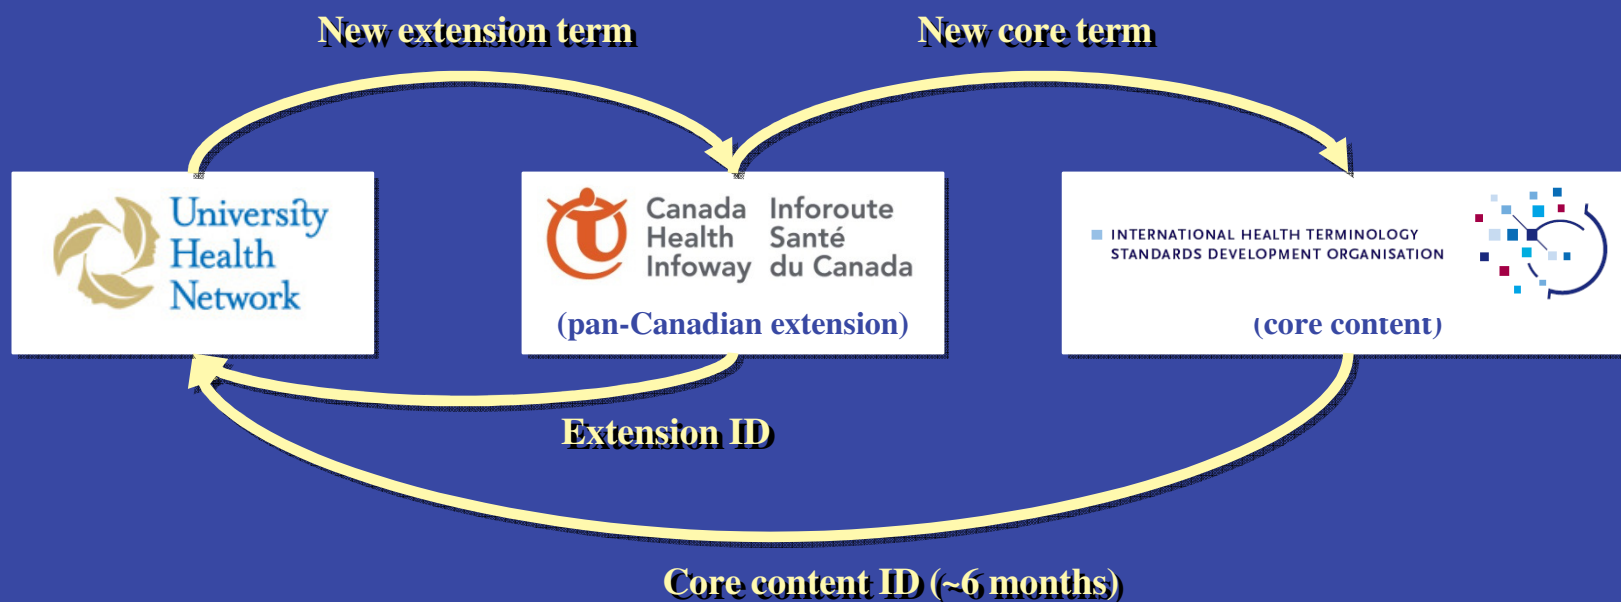 New extension term
New core term
University
Health
Network
Canada Inforoute
Health Santé
Infoway du Canada
(pan-Canadian extension)
INTERNATIONAL HEALTH TERMINOLOGY
STANDARDS DEVELOPMENT ORGANISATION
(core content)
Extension ID
Core content ID (~6 months)